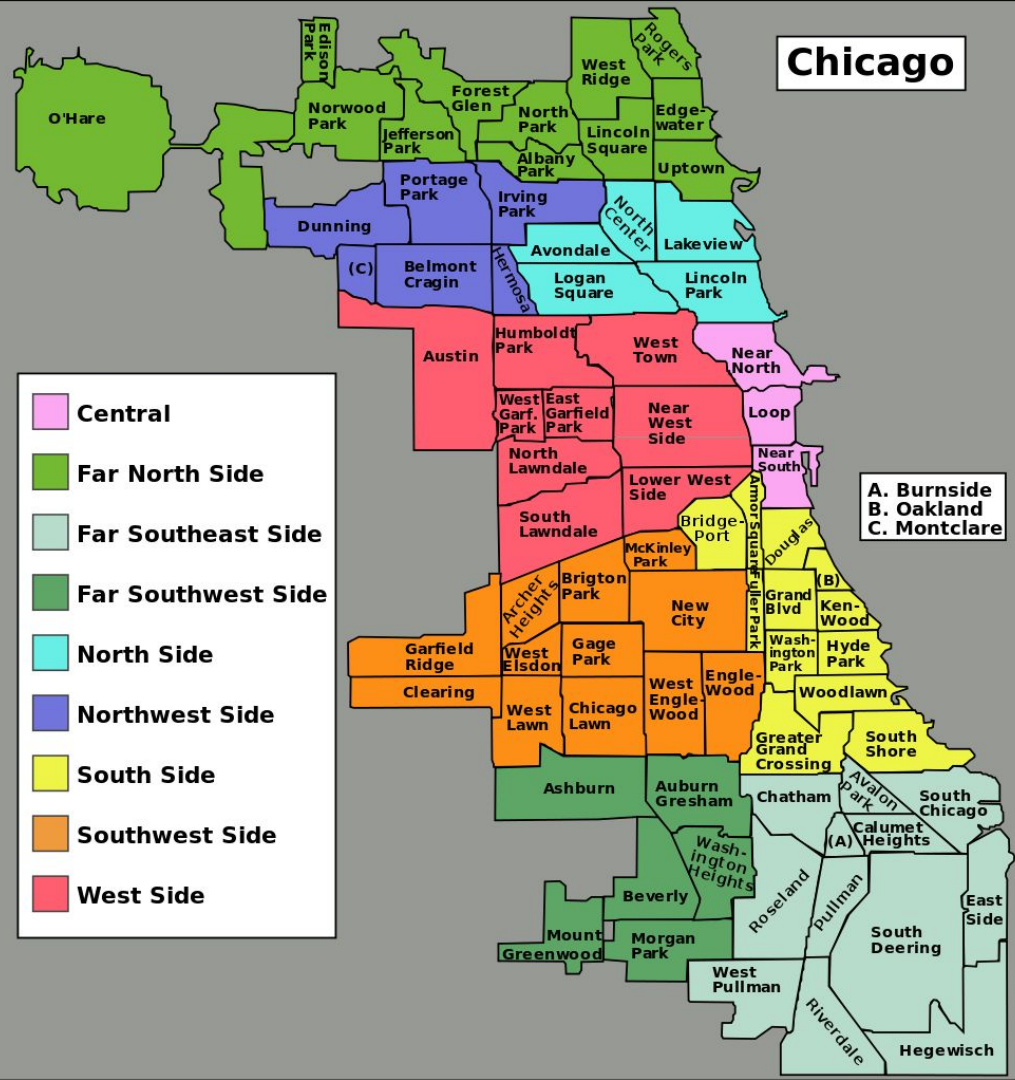 Chicago
O'Hare
Edison
Park
Norwood
Park
Jefferson
Park
Forest
Glen
North
Park
Albany
Park
West
Ridge
Rogers
Park
Lincoln
Square
Edge-
water
Uptown
Portage
Park
Irving
Park
Dunning
(C)
Belmont
Cragin
Hermosa
North
Center
Lakeview
Avondale
Logan
Square
Lincoln
Park
Austin
Humboldt
Park
West
Town
Near
North
West
Garf.
Park
East
Garfield
Park
Near
West
Side
Loop
North
Lawndale
Near
South
Lower West
Side
South
Lawndale
Central
Far North Side
Far Southeast Side
Far Southwest Side
North Side
Northwest Side
South Side
Southwest Side
West Side
A. Burnside
B. Oakland
C. Montclare
Bridge-
Port
Armor Square
Douglas
McKinley
Park
Archer
Heights
Brigton
Park
New
City
Fuller Park
(B)
Grand
Blvd
Ken-
Wood
Garfield
Ridge
West
Elsdon
Gage
Park
Wash-
ington
Park
Hyde
Park
Clearing
West
Lawn
Chicago
Lawn
West
Engle-
Wood
Engle-
Wood
Woodlawn
Greater
Grand
Crossing
South
Shore
Ashburn
Auburn
Gresham
Chatham
Avalon
Park
South
Chicago
(A)
Calumet
Heights
Wash-
ington
Heights
Beverly
Roseland
Pullman
East
Side
South
Deering
Mount
Greenwood
Morgan
Park
West
Pullman
Riverdale
Hegewisch